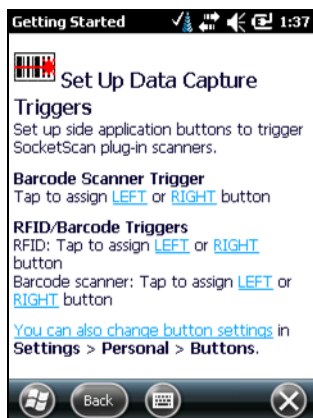 Getting Started 1:37
Set Up Data Capture
Triggers
Set up side application buttons to trigger
SocketScan plug-in scanners.
Barcode Scanner Trigger
Tap to assign LEFT or RIGHT button
RFID/Barcode Triggers
RFID: Tap to assign LEFT or RIGHT
button
Barcode scanner: Tap to assign LEFT or
RIGHT button
You can also change button settings in
Settings > Personal > Buttons.
Back